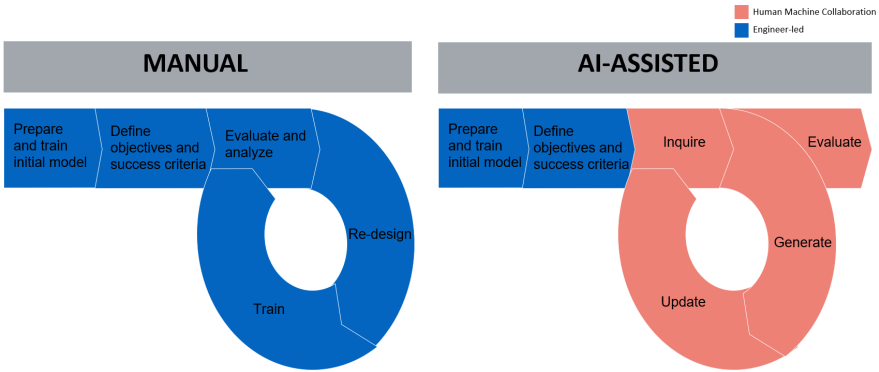 Human Machine Collaboration
Engineer-led
MANUAL
Prepare
and train
initial model
Define
objectives and
success criteria
Evaluate and
analyze
Re-design
Train
AI-ASSISTED
Prepare
and train
initial model
Define
objectives and
success criteria
Inquire
Evaluate
Generate
Update